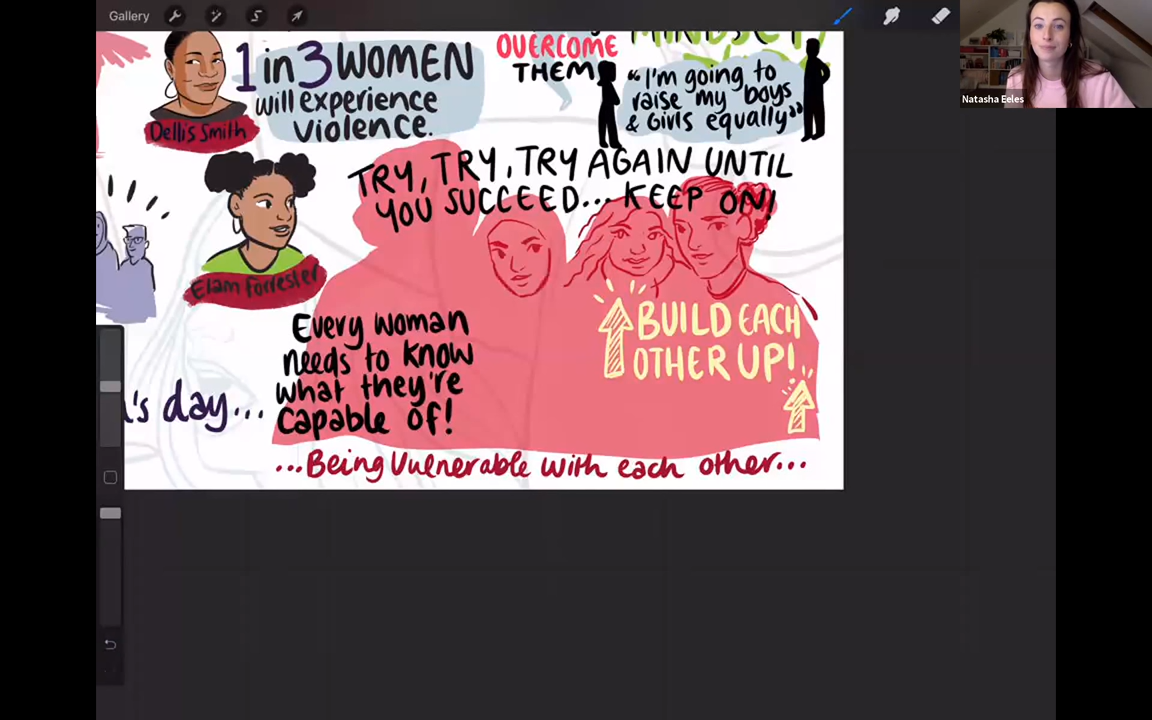 Gallery
Natasha Eeles
1 in 3 WOMEN
will experience
violence.
Dellis Smith
OVERCOME
THEM
MINDSET
"I'm going to
raise my boys
& Girls equally"
TRY, TRY, TRY AGAIN UNTIL
YOU SUCCEED... KEEP ON!
Elam Forrester
Every woman
needs to know
what they're
capable of!
BUILD EACH
OTHER UP!
day...
...Being Vulnerable with each other...